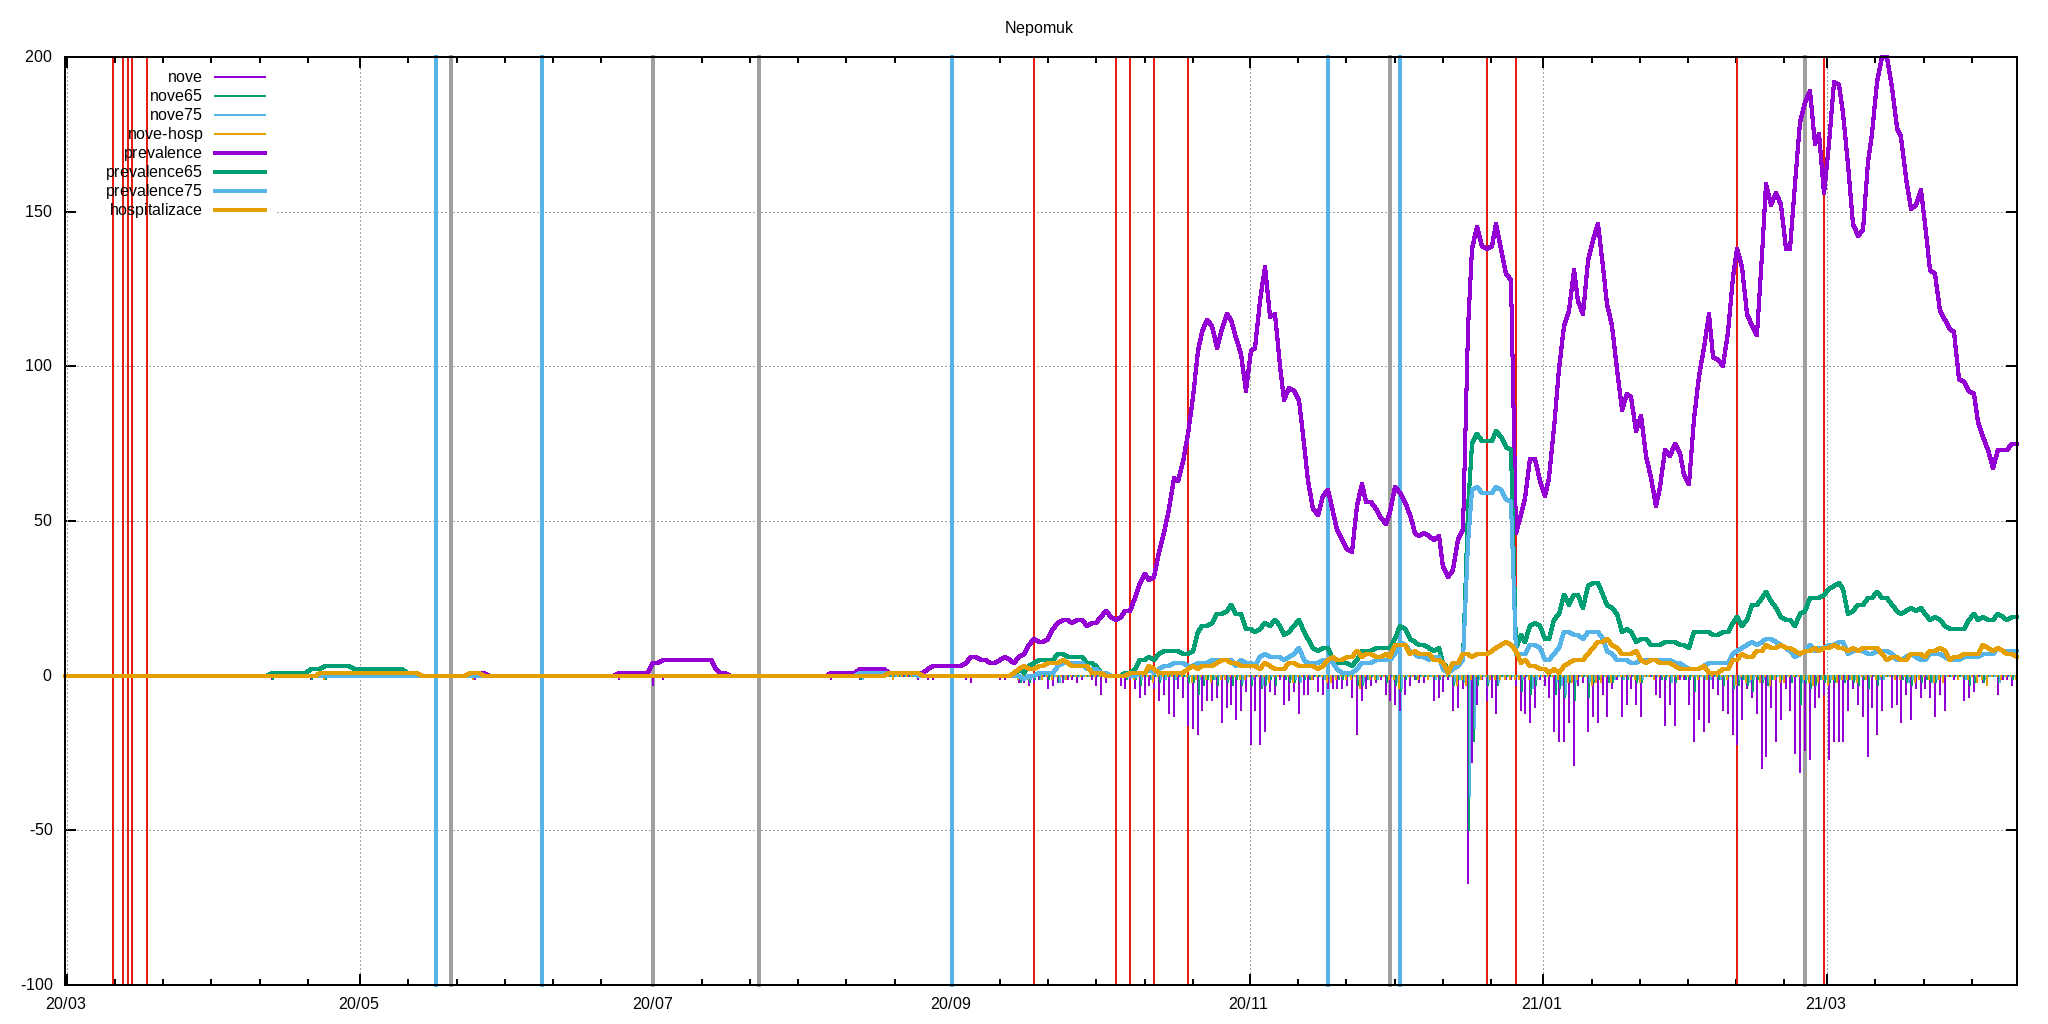 Nepomuk
200
150
100
50
0
-50
-100
nove
nove65
nove75
nove-hosp
prevalence
prevalence65
prevalence75
hospitalizace
20/03 20/05 20/07 20/09 20/11 21/01 21/03